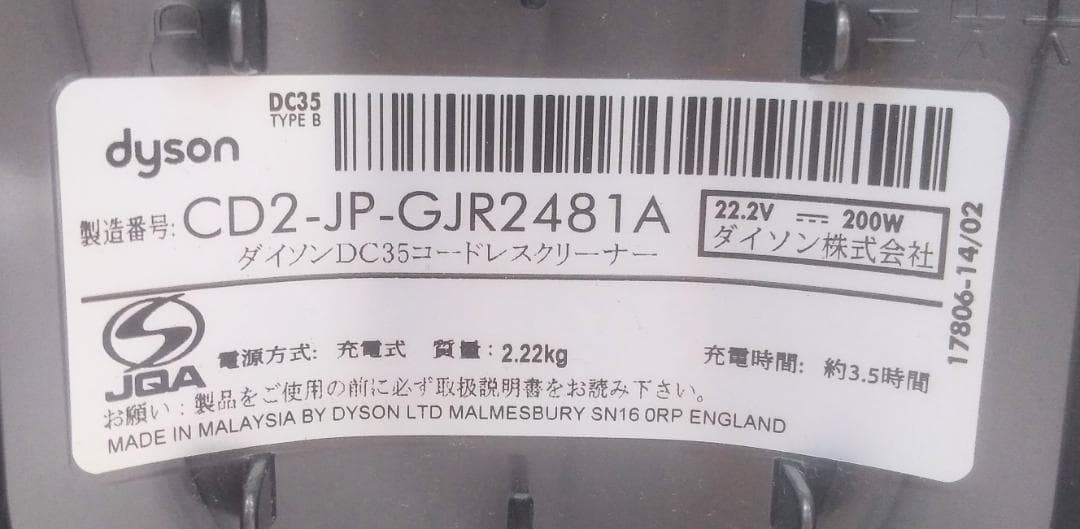 DC35
TYPE B
dyson
製造番号: CD2-JP-GJR2481A
ダイソンDC35コードレスクリーナー
22.2V ⎓ 200W
ダイソン株式会社
17806-14/02
JQA
電源方式: 充電式 質量: 2.22kg 充電時間: 約3.5時間
お願い:製品をご使用の前に必ず取扱説明書をお読み下さい。
MADE IN MALAYSIA BY DYSON LTD MALMESBURY SN16 0RP ENGLAND